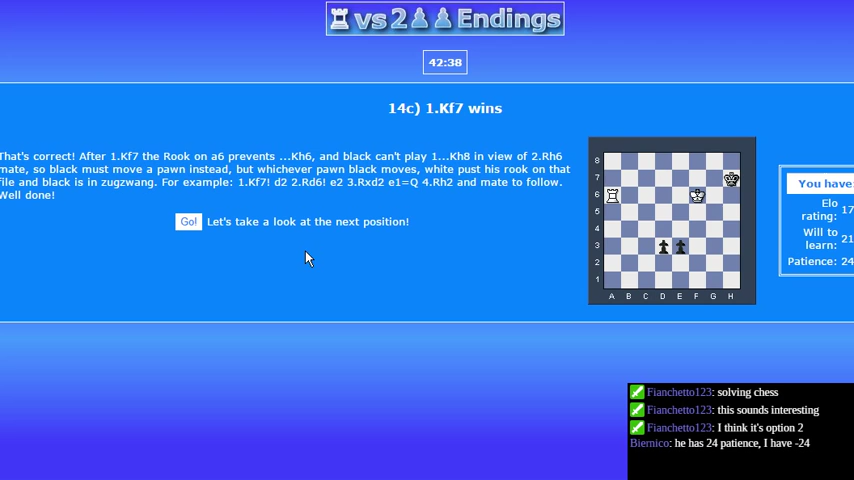 vs 2 Endings
42:38
14c) 1.Kf7 wins
That's correct! After 1.Kf7 the Rook on a6 prevents ...Kh6, and black can't play 1...Kh8 in view of 2.Rh6
mate, so black must move a pawn instead, but whichever pawn black moves, white pust his rook on that
file and black is in zugzwang. For example: 1.Kf7! d2 2.Rd6! e2 3.Rxd2 e1=Q 4.Rh2 and mate to follow.
Well done!
Go! Let's take a look at the next position!
8
7
6
5
4
3
2
1
A B C D E F G H
You have:
Elo
rating: 17
Will to
learn: 21
Patience: 24
Fianchetto123: solving chess
Fianchetto123: this sounds interesting
Fianchetto123: I think it's option 2
Biernico: he has 24 patience, I have -24